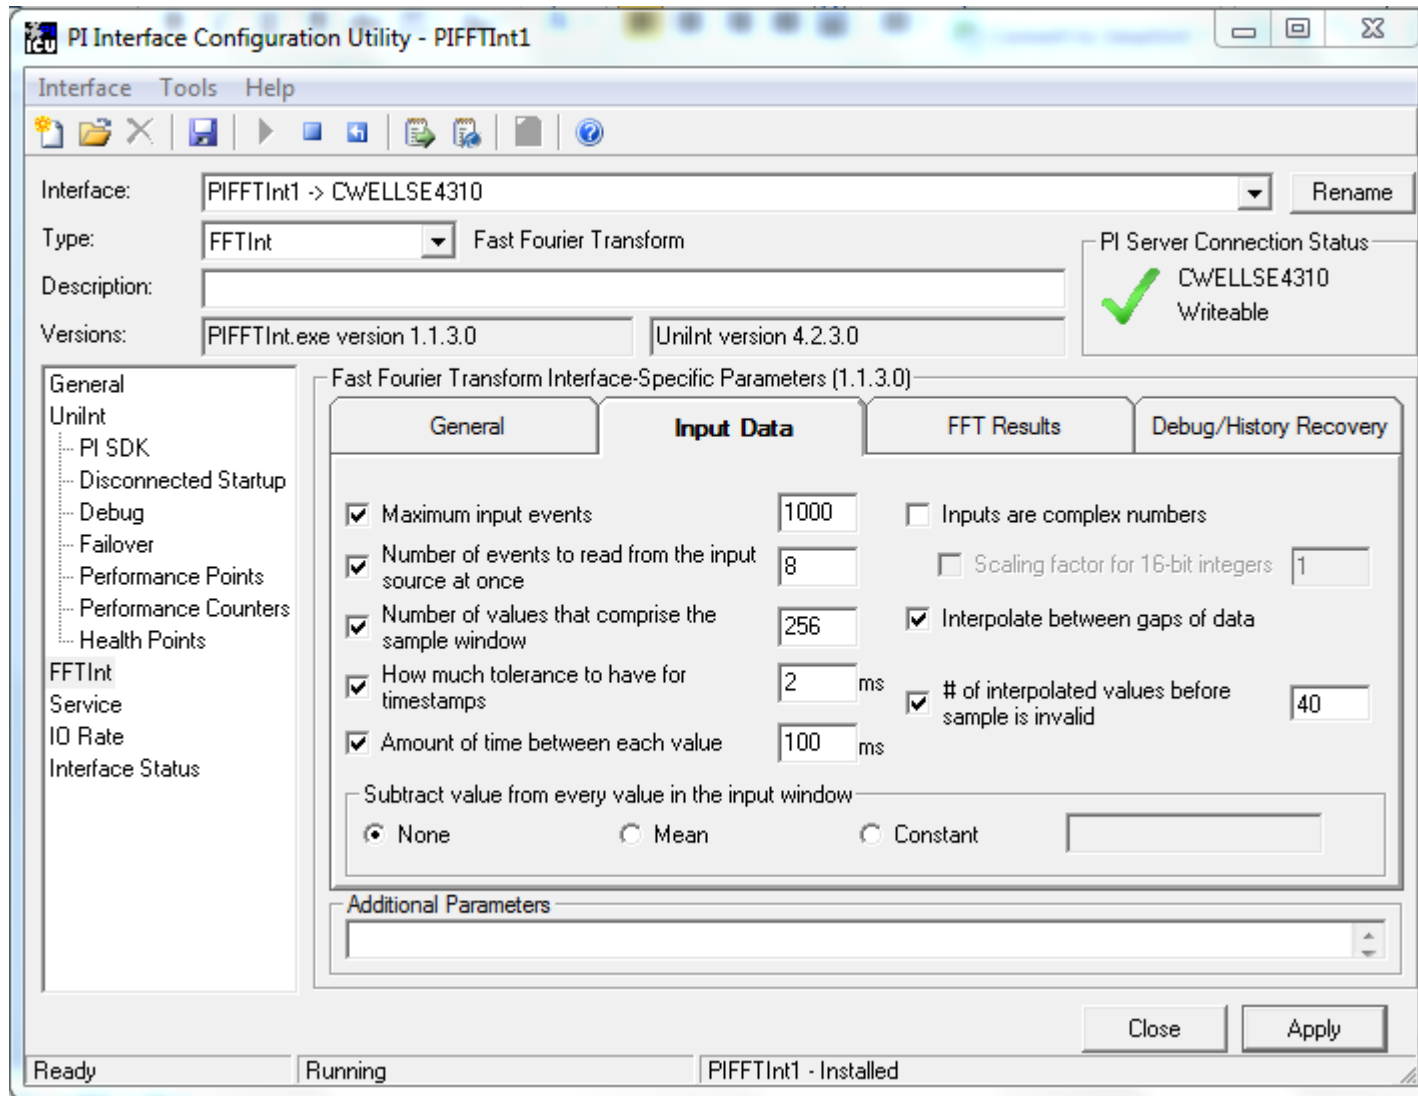 PI Interface Configuration Utility - PIFFTInt1
Interface Tools Help
Interface: PIFFTInt1 -> CWELLSE4310 Rename
Type: FFTInt Fast Fourier Transform
PI Server Connection Status
CWELLSE4310
Writeable
Description:
Versions: PIFFTInt.exe version 1.1.3.0 UniInt version 4.2.3.0
General
UniInt
PI SDK
Disconnected Startup
Debug
Failover
Performance Points
Performance Counters
Health Points
FFTInt
Service
IO Rate
Interface Status
Fast Fourier Transform Interface-Specific Parameters (1.1.3.0)
General Input Data FFT Results Debug/History Recovery
Maximum input events 1000
Number of events to read from the input
source at once 8
Number of values that comprise the
sample window 256
How much tolerance to have for
timestamps 2 ms
Amount of time between each value 100 ms
Inputs are complex numbers
Scaling factor for 16-bit integers 1
Interpolate between gaps of data
# of interpolated values before
sample is invalid 40
Subtract value from every value in the input window
None Mean Constant
Additional Parameters
Close Apply
Ready Running PIFFTInt1 - Installed